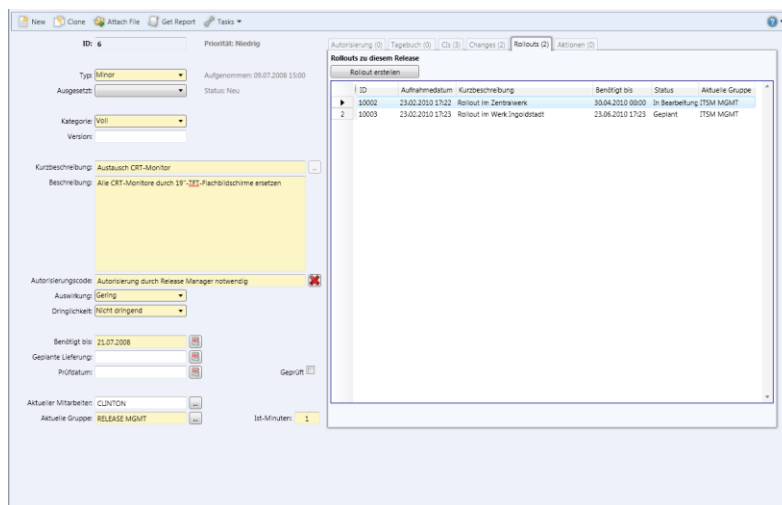 New Clone Attach File Get Report Tasks
ID: 6 Priorität: Niedrig
Typ: Minor Aufgenommen: 09.07.2008 15:00
Ausgesetzt: Status: Neu
Kategorie: Voll
Version:
Kurzbeschreibung: Austausch CRT-Monitor ...
Beschreibung: Alle CRT-Monitore durch 19"-TFT-Flachbildschirme ersetzen
Autorisierungscode: Autorisierung durch Release Manager notwendig
Auswirkung: Gering
Dringlichkeit: Nicht dringend
Benötigt bis: 21.07.2008
Geplante Lieferung:
Prüfdatum: Geprüft
Aktueller Mitarbeiter: CLINTON ...
Aktuelle Gruppe: RELEASE MGMT ... Ist-Minuten: 1
Autorisierung (0) Tagebuch (0) CIs (3) Changes (2) Rollouts (2) Aktionen (0)
Rollouts zu diesem Release
Rollout erstellen
ID Aufnahmedatum Kurzbeschreibung Benötigt bis Status Aktuelle Gruppe
10002 23.02.2010 17:22 Rollout im Zentralwerk 30.04.2010 00:00 In Bearbeitung ITSM MGMT
2 10003 23.02.2010 17:23 Rollout im Werk Ingoldstadt 23.06.2010 17:23 Geplant ITSM MGMT